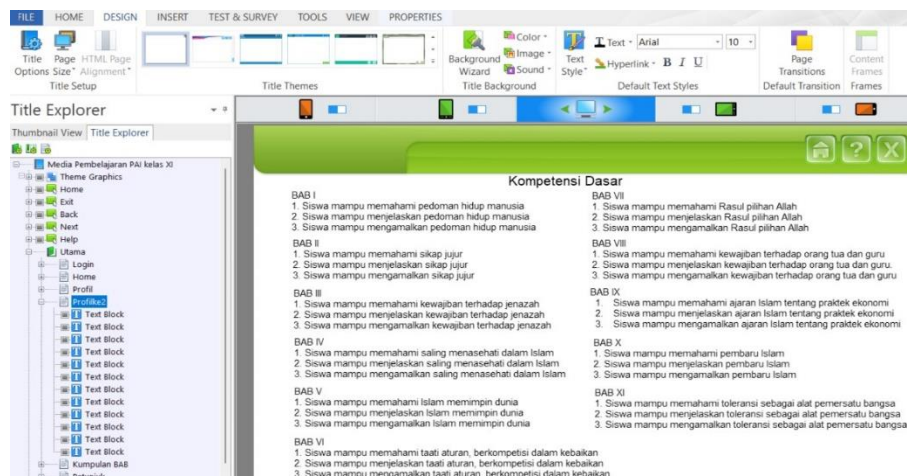 FILE HOME DESIGN INSERT TEST & SURVEY TOOLS VIEW PROPERTIES
Title Options
Page Size
HTML Page Alignment
Title Setup
Title Themes
Background Wizard
Color
Image
Sound
Title Background
Text Style
Text
Arial
10
Hyperlink
B I U
Default Text Styles
Page Transitions
Default Transition
Content Frames
Frames
Title Explorer
Thumbnail View Title Explorer
Media Pembelajaran PAI kelas XI
Theme Graphics
Home
Exit
Back
Next
Help
Utama
Login
Home
Profil
Profilke2
Text Block
Text Block
Text Block
Text Block
Text Block
Text Block
Text Block
Text Block
Text Block
Text Block
Text Block
Text Block
Kumpulan BAB
Petunjuk
? X
Kompetensi Dasar
BAB I
1. Siswa mampu memahami pedoman hidup manusia
2. Siswa mampu menjelaskan pedoman hidup manusia
3. Siswa mampu mengamalkan pedoman hidup manusia
BAB II
1. Siswa mampu memahami sikap jujur
2. Siswa mampu menjelaskan sikap jujur
3. Siswa mampu mengamalkan sikap jujur
BAB III
1. Siswa mampu memahami kewajiban terhadap jenazah
2. Siswa mampu menjelaskan kewajiban terhadap jenazah
3. Siswa mampu mengamalkan kewajiban terhadap jenazah
BAB IV
1. Siswa mampu memahami saling menasehati dalam Islam
2. Siswa mampu menjelaskan saling menasehati dalam Islam
3. Siswa mampu mengamalkan saling menasehati dalam Islam
BAB V
1. Siswa mampu memahami Islam memimpin dunia
2. Siswa mampu menjelaskan Islam memimpin dunia
3. Siswa mampu mengamalkan Islam memimpin dunia
BAB VI
1. Siswa mampu memahami taati aturan, berkompetisi dalam kebaikan
2. Siswa mampu menjelaskan taati aturan, berkompetisi dalam kebaikan
3. Siswa mampu mengamalkan taati aturan, berkompetisi dalam kebaikan
BAB VII
1. Siswa mampu memahami Rasul pilihan Allah
2. Siswa mampu menjelaskan Rasul pilihan Allah
3. Siswa mampu mengamalkan Rasul pilihan Allah
BAB VIII
1. Siswa mampu memahami kewajiban terhadap orang tua dan guru
2. Siswa mampu menjelaskan kewajiban terhadap orang tua dan guru.
3. Siswa mampu mengamalkan kewajiban terhadap orang tua dan guru
BAB IX
1. Siswa mampu memahami ajaran Islam tentang praktek ekonomi
2. Siswa mampu menjelaskan ajaran Islam tentang praktek ekonomi
3. Siswa mampu mengamalkan ajaran Islam tentang praktek ekonomi
BAB X
1. Siswa mampu memahami pembaru Islam
2. Siswa mampu menjelaskan pembaru Islam
3. Siswa mampu mengamalkan pembaru Islam
BAB XI
1. Siswa mampu memahami toleransi sebagai alat pemersatu bangsa
2. Siswa mampu menjelaskan toleransi sebagai alat pemersatu bangsa
3. Siswa mampu mengamalkan toleransi sebagai alat pemersatu bangsa